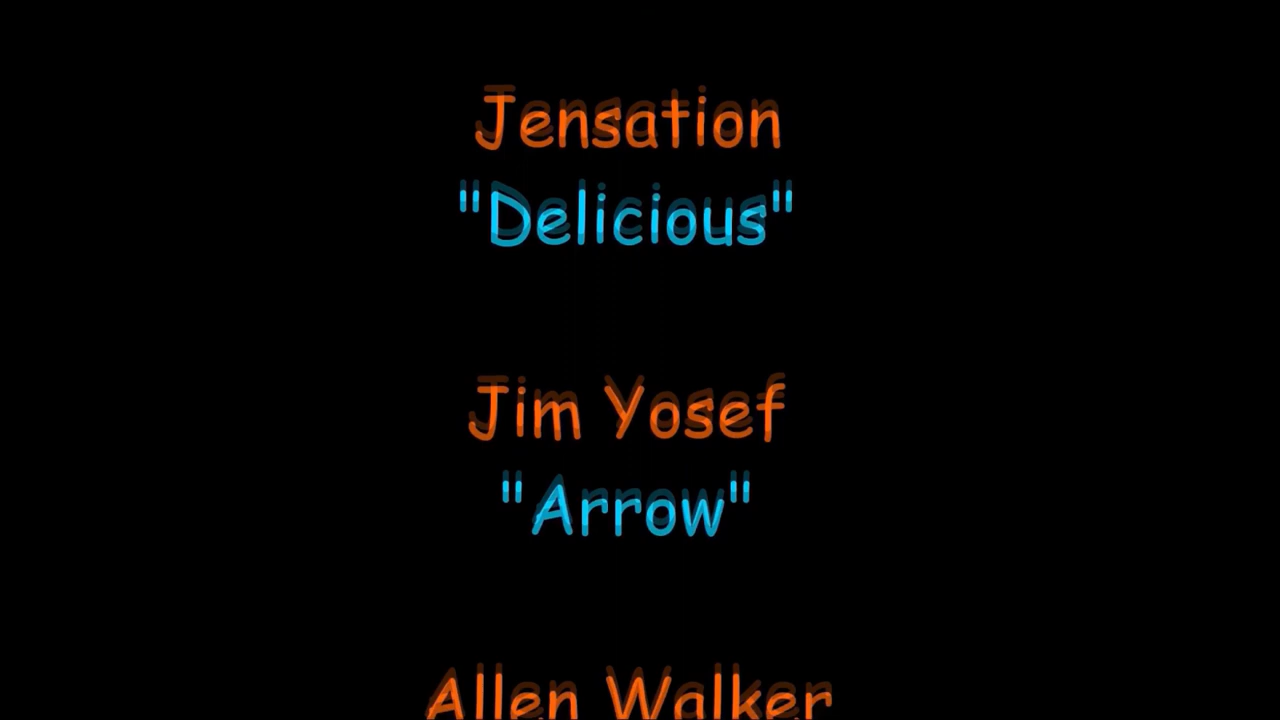 Jensation
"Delicious"
Jim Yosef
"Arrow"
Allen Walker